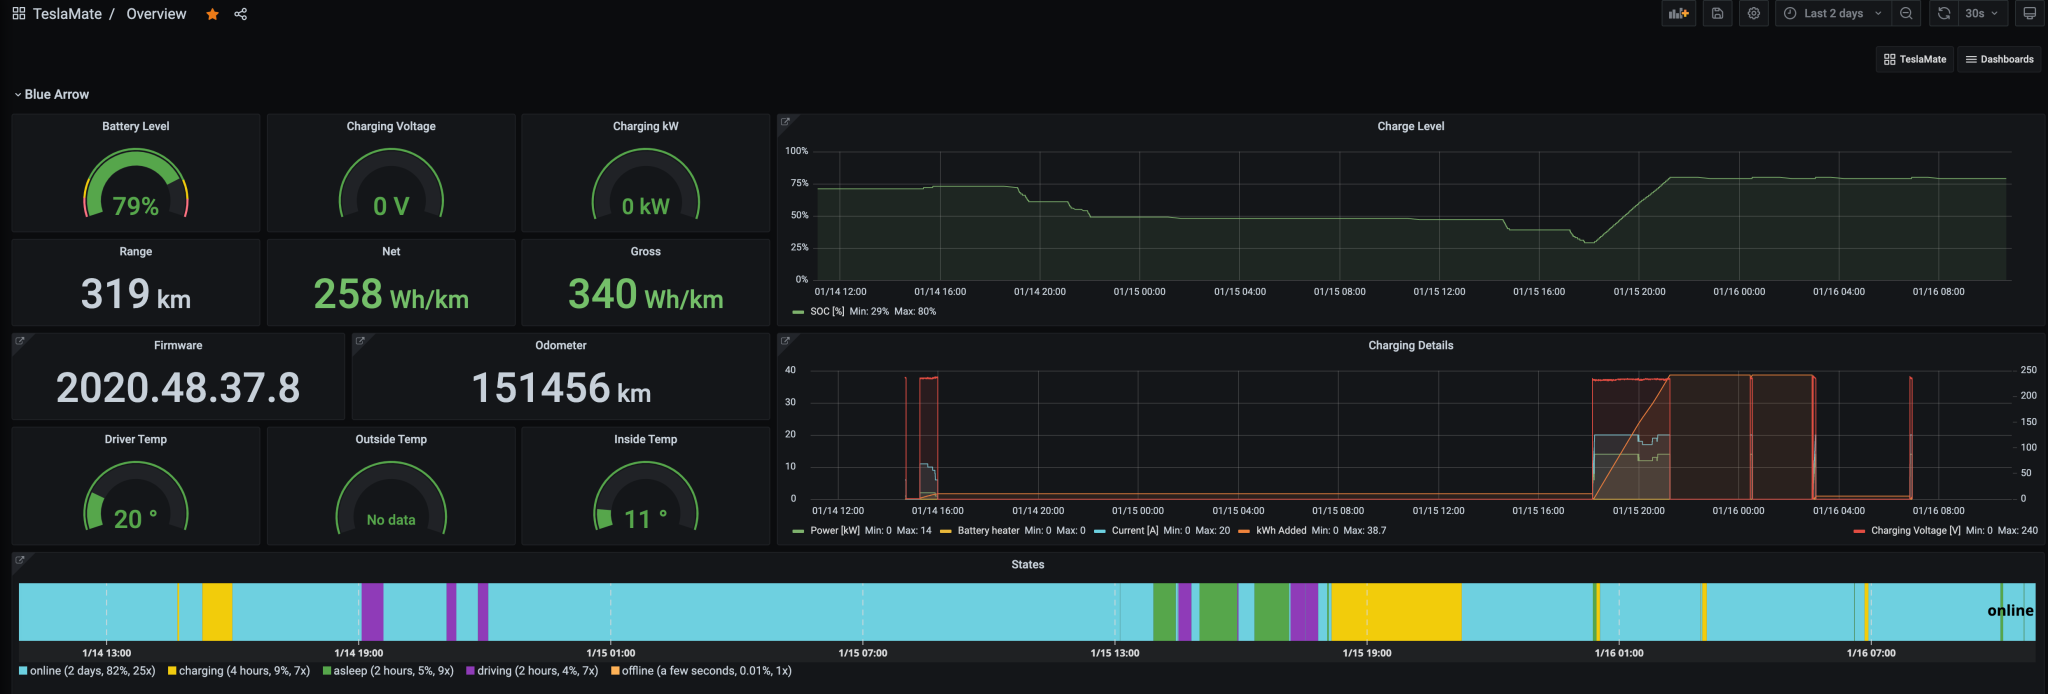 TeslaMate / Overview
Last 2 days
30s
TeslaMate
Dashboards
Blue Arrow
Battery Level
79%
Charging Voltage
0 V
Charging kW
0 kW
Range
319 km
Net
258 Wh/km
Gross
340 Wh/km
Firmware
2020.48.37.8
Odometer
151456 km
Driver Temp
20 °
Outside Temp
No data
Inside Temp
11 °
Charge Level
100%
75%
50%
25%
0%
01/14 12:00 01/14 16:00 01/14 20:00 01/15 00:00 01/15 04:00 01/15 08:00 01/15 12:00 01/15 16:00 01/15 20:00 01/16 00:00 01/16 04:00 01/16 08:00
SOC [%] Min: 29% Max: 80%
Charging Details
40 250
30 200
150
20 100
10 50
0 0
01/14 12:00 01/14 16:00 01/14 20:00 01/15 00:00 01/15 04:00 01/15 08:00 01/15 12:00 01/15 16:00 01/15 20:00 01/16 00:00 01/16 04:00 01/16 08:00
Power [kW] Min: 0 Max: 14 Battery heater Min: 0 Max: 0 Current [A] Min: 0 Max: 20 kWh Added Min: 0 Max: 38.7 Charging Voltage [V] Min: 0 Max: 240
States
online
1/14 13:00 1/14 19:00 1/15 01:00 1/15 07:00 1/15 13:00 1/15 19:00 1/16 01:00 1/16 07:00
online (2 days, 82%, 25x) charging (4 hours, 9%, 7x) asleep (2 hours, 5%, 9x) driving (2 hours, 4%, 7x) offline (a few seconds, 0.01%, 1x)